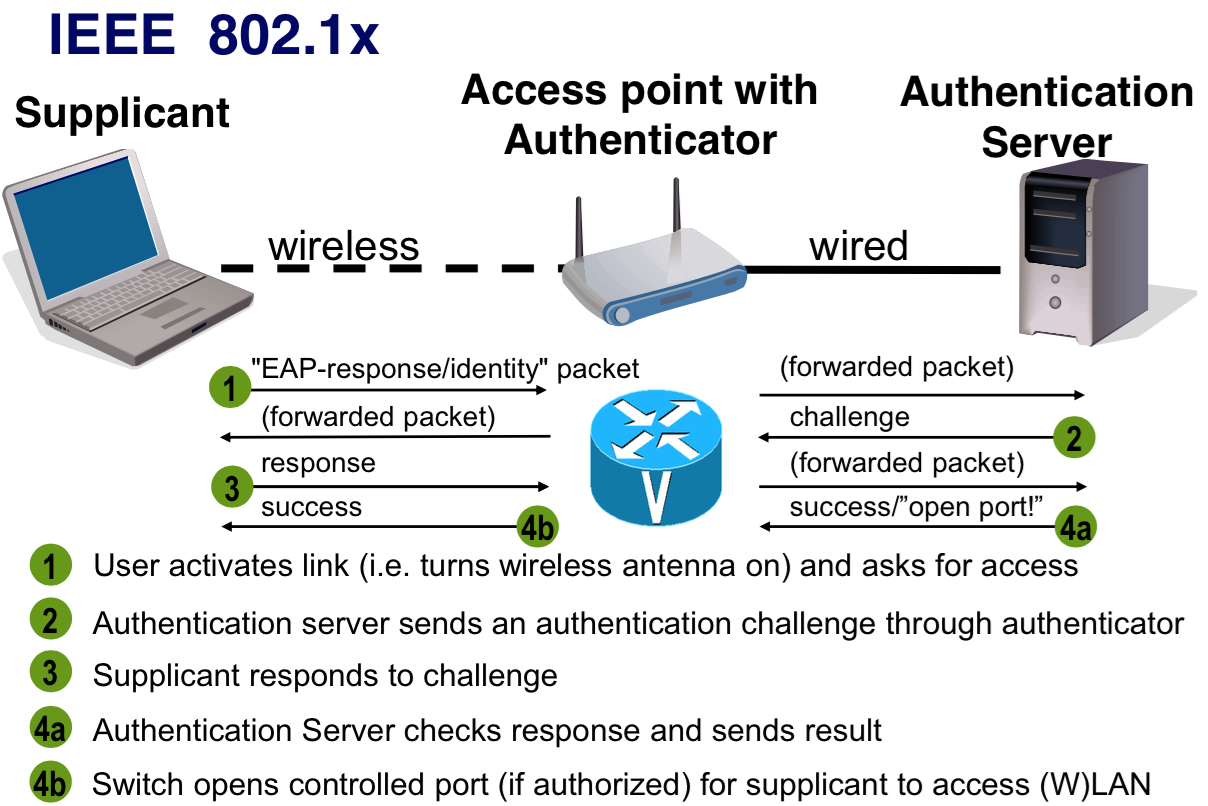 IEEE 802.1x
Supplicant
Access point with
Authenticator
Authentication
Server
wireless
wired
1
"EAP-response/identity" packet
(forwarded packet)
(forwarded packet)
challenge
2
3
response
(forwarded packet)
success
4b
success/”open port!”
4a
V
1 User activates link (i.e. turns wireless antenna on) and asks for access
2 Authentication server sends an authentication challenge through authenticator
3 Supplicant responds to challenge
4a Authentication Server checks response and sends result
4b Switch opens controlled port (if authorized) for supplicant to access (W)LAN